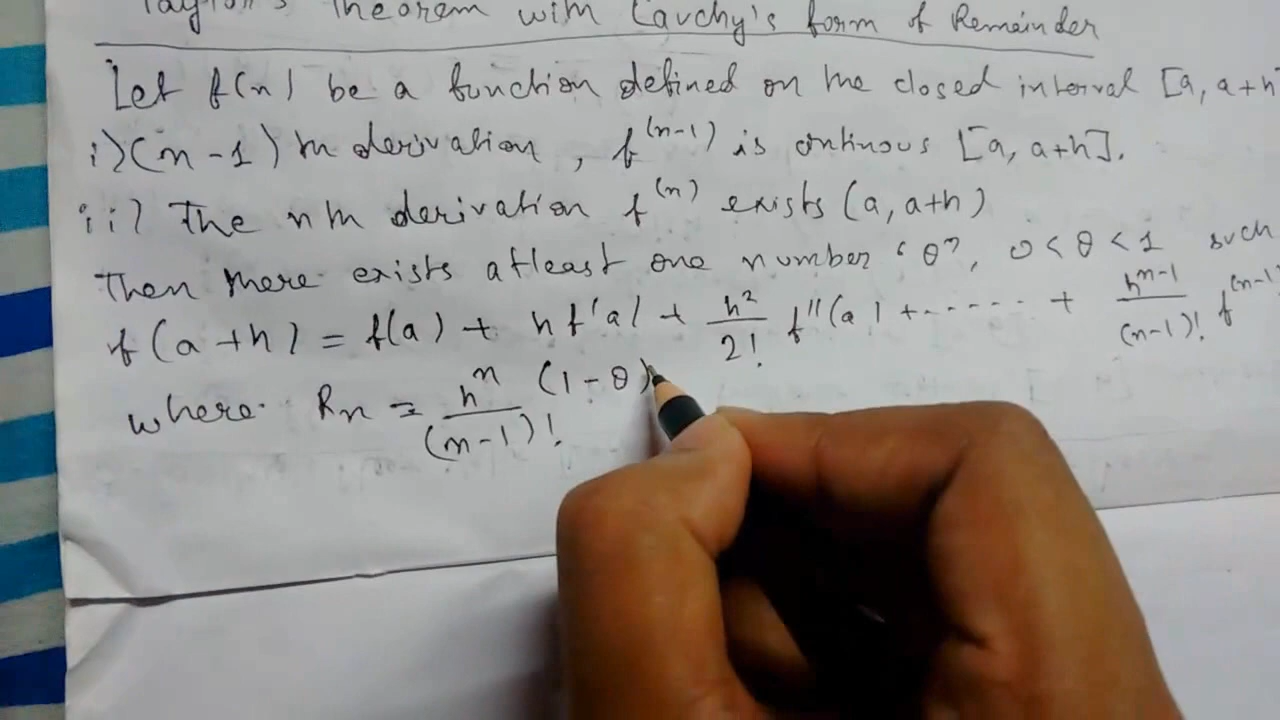 Taylor's Theorem with Cauchy's form of Remainder
Let f(x) be a function defined on the closed interval [a, a+h
i) (n-1)th derivation, f^(n-1) is continous [a, a+h].
ii) The nth derivation f^(n) exists (a, a+h)
Then there exists atleast one number 'θ', 0<θ<1 such
f(a+h) = f(a) + hf'a) + h²/2! f''(a) + ...... + h^(n-1)/(n-1)! f^(n-1)
where R_n = h^n/(n-1)! (1-θ)